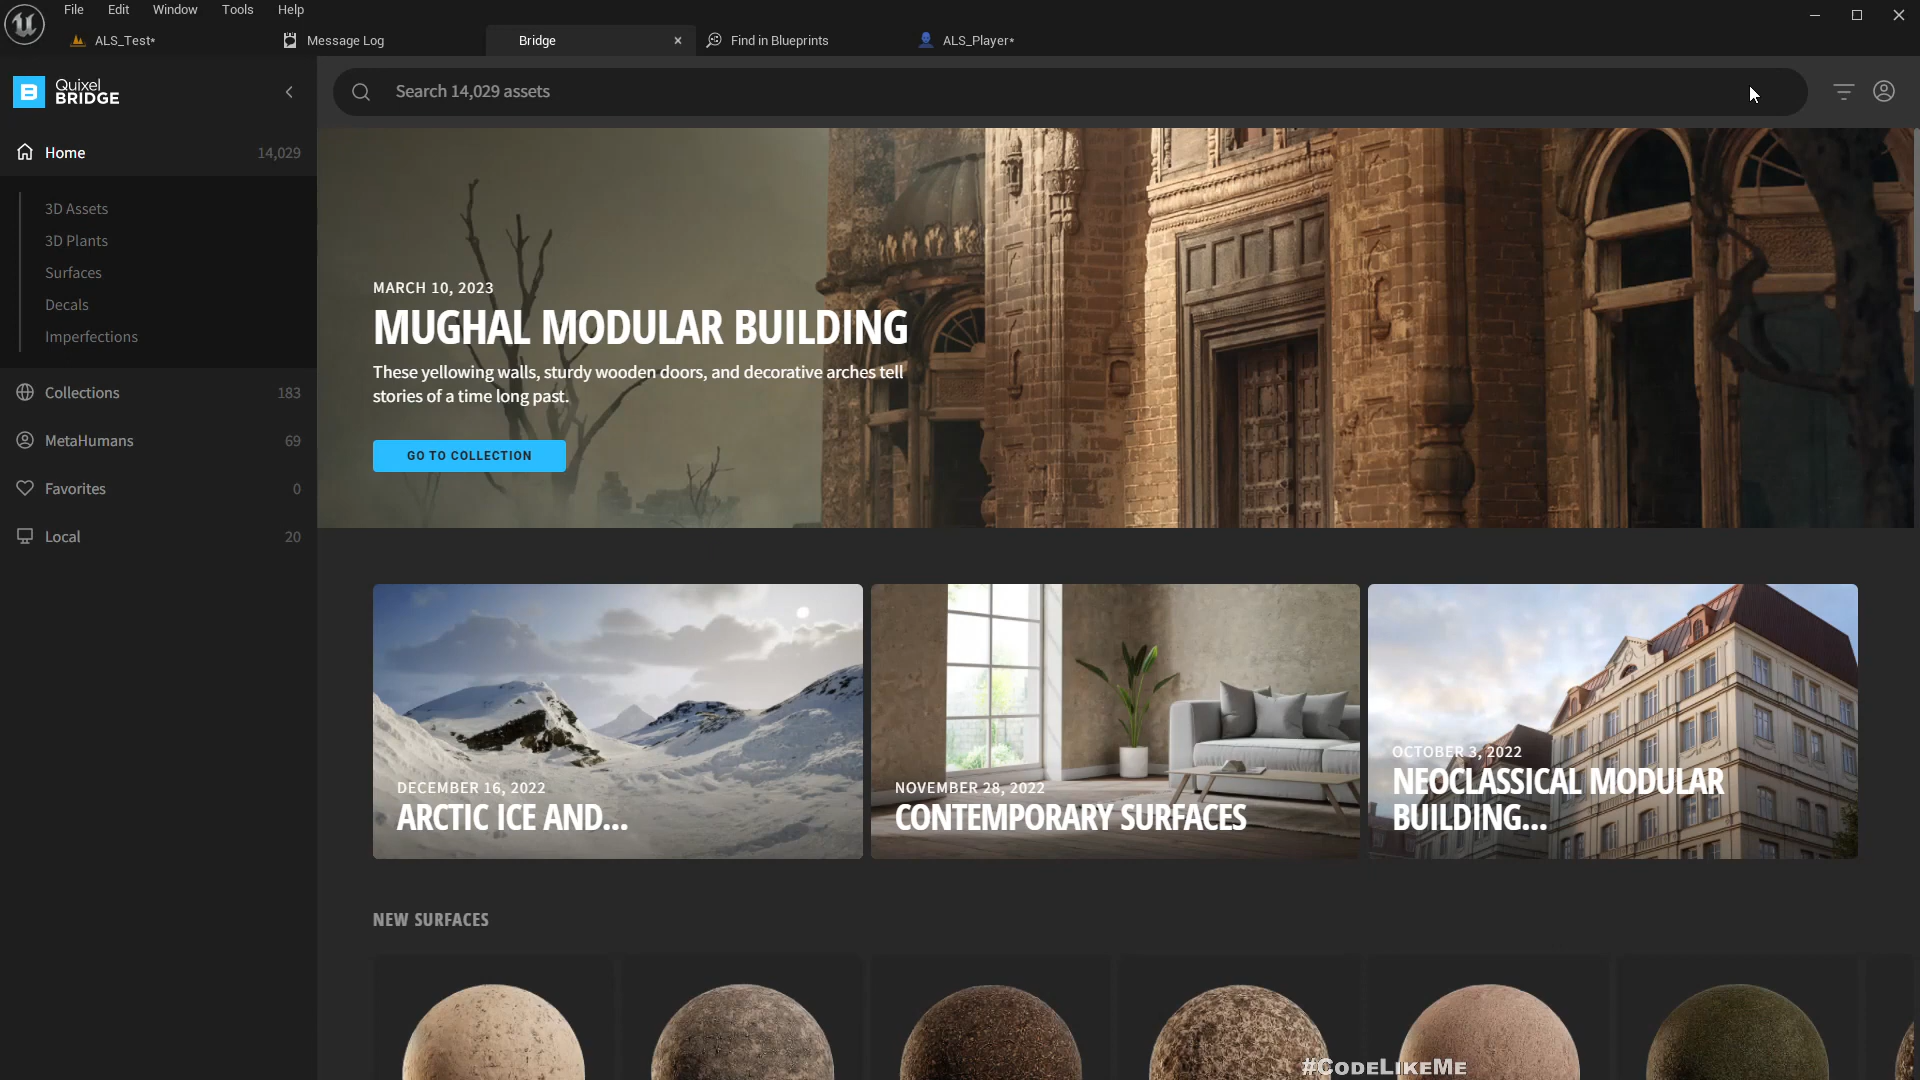 File Edit Window Tools Help
ALS_Test*
Message Log
Bridge
Find in Blueprints
ALS_Player*
Quixel
BRIDGE
Search 14,029 assets
Home 14,029
3D Assets
3D Plants
Surfaces
Decals
Imperfections
Collections 183
MetaHumans 69
Favorites 0
Local 20
MARCH 10, 2023
MUGHAL MODULAR BUILDING
These yellowing walls, sturdy wooden doors, and decorative arches tell
stories of a time long past.
GO TO COLLECTION
DECEMBER 16, 2022
ARCTIC ICE AND...
NOVEMBER 28, 2022
CONTEMPORARY SURFACES
OCTOBER 3, 2022
NEOCLASSICAL MODULAR
BUILDING...
NEW SURFACES
#CodeLikeMe